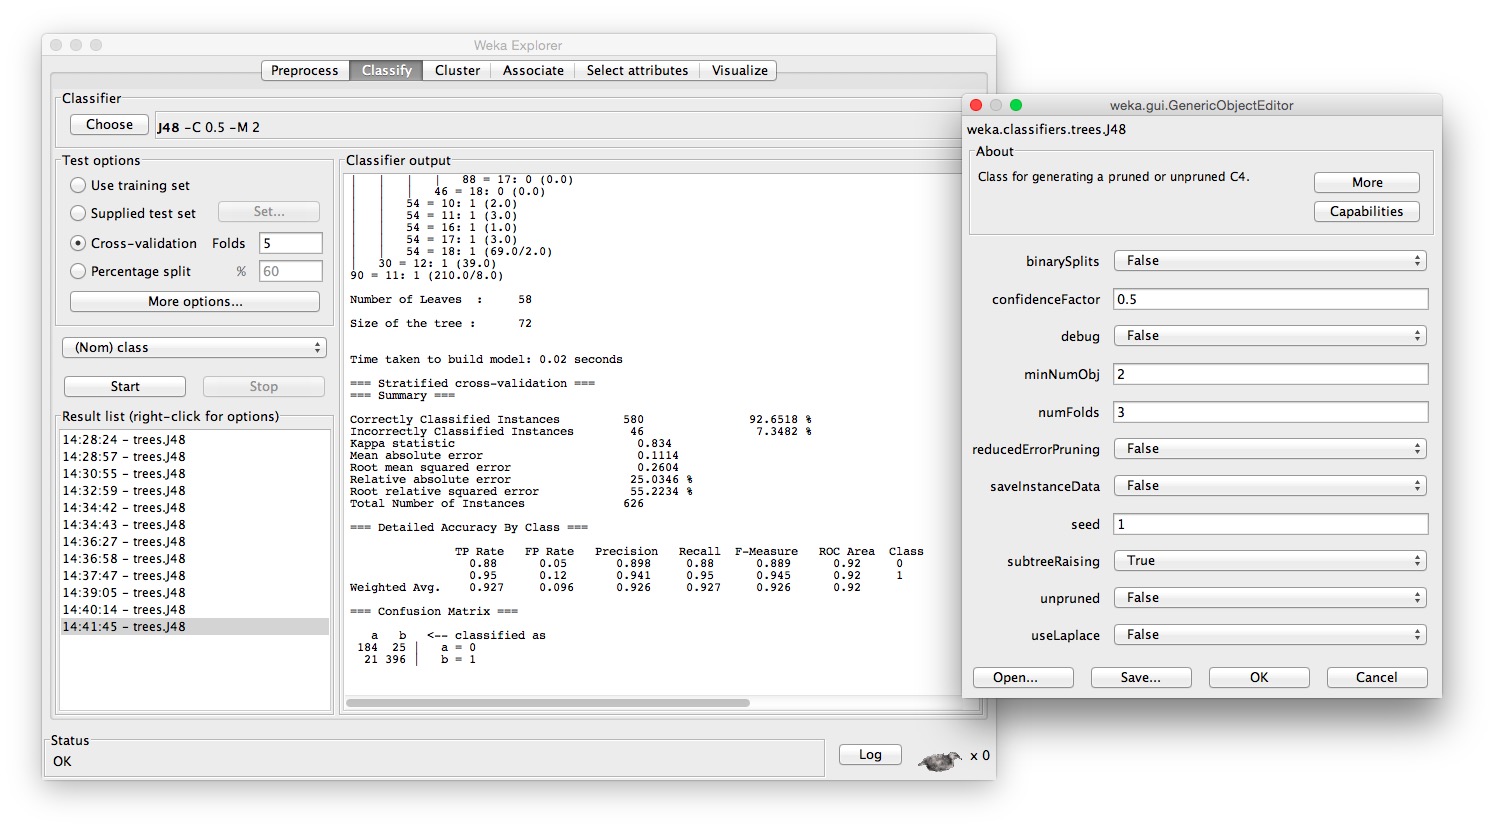 Weka Explorer
Preprocess Classify Cluster Associate Select attributes Visualize
Classifier
Choose J48 -C 0.5 -M 2
Test options
Use training set
Supplied test set Set...
Cross-validation Folds 5
Percentage split % 60
More options...
(Nom) class
Start Stop
Result list (right-click for options)
14:28:24 - trees.J48
14:28:57 - trees.J48
14:30:55 - trees.J48
14:32:59 - trees.J48
14:34:42 - trees.J48
14:34:43 - trees.J48
14:36:27 - trees.J48
14:36:58 - trees.J48
14:37:47 - trees.J48
14:39:05 - trees.J48
14:40:14 - trees.J48
14:41:45 - trees.J48
Classifier output
| | | | 88 = 17: 0 (0.0)
| | | 46 = 18: 0 (0.0)
| | 54 = 10: 1 (2.0)
| | 54 = 11: 1 (3.0)
| | 54 = 16: 1 (1.0)
| | 54 = 17: 1 (3.0)
| | 54 = 18: 1 (69.0/2.0)
| 30 = 12: 1 (39.0)
90 = 11: 1 (210.0/8.0)
Number of Leaves : 58
Size of the tree : 72
Time taken to build model: 0.02 seconds
=== Stratified cross-validation ===
=== Summary ===
Correctly Classified Instances 580 92.6518 %
Incorrectly Classified Instances 46 7.3482 %
Kappa statistic 0.834
Mean absolute error 0.1114
Root mean squared error 0.2604
Relative absolute error 25.0346 %
Root relative squared error 55.2234 %
Total Number of Instances 626
=== Detailed Accuracy By Class ===
TP Rate FP Rate Precision Recall F-Measure ROC Area Class
0.88 0.05 0.898 0.88 0.889 0.92 0
0.95 0.12 0.941 0.95 0.945 0.92 1
Weighted Avg. 0.927 0.096 0.926 0.927 0.926 0.92
=== Confusion Matrix ===
a b <-- classified as
184 25 | a = 0
21 396 | b = 1
Status
OK
Log x 0
weka.gui.GenericObjectEditor
weka.classifiers.trees.J48
About
Class for generating a pruned or unpruned C4.
More
Capabilities
binarySplits False
confidenceFactor 0.5
debug False
minNumObj 2
numFolds 3
reducedErrorPruning False
saveInstanceData False
seed 1
subtreeRaising True
unpruned False
useLaplace False
Open... Save... OK Cancel